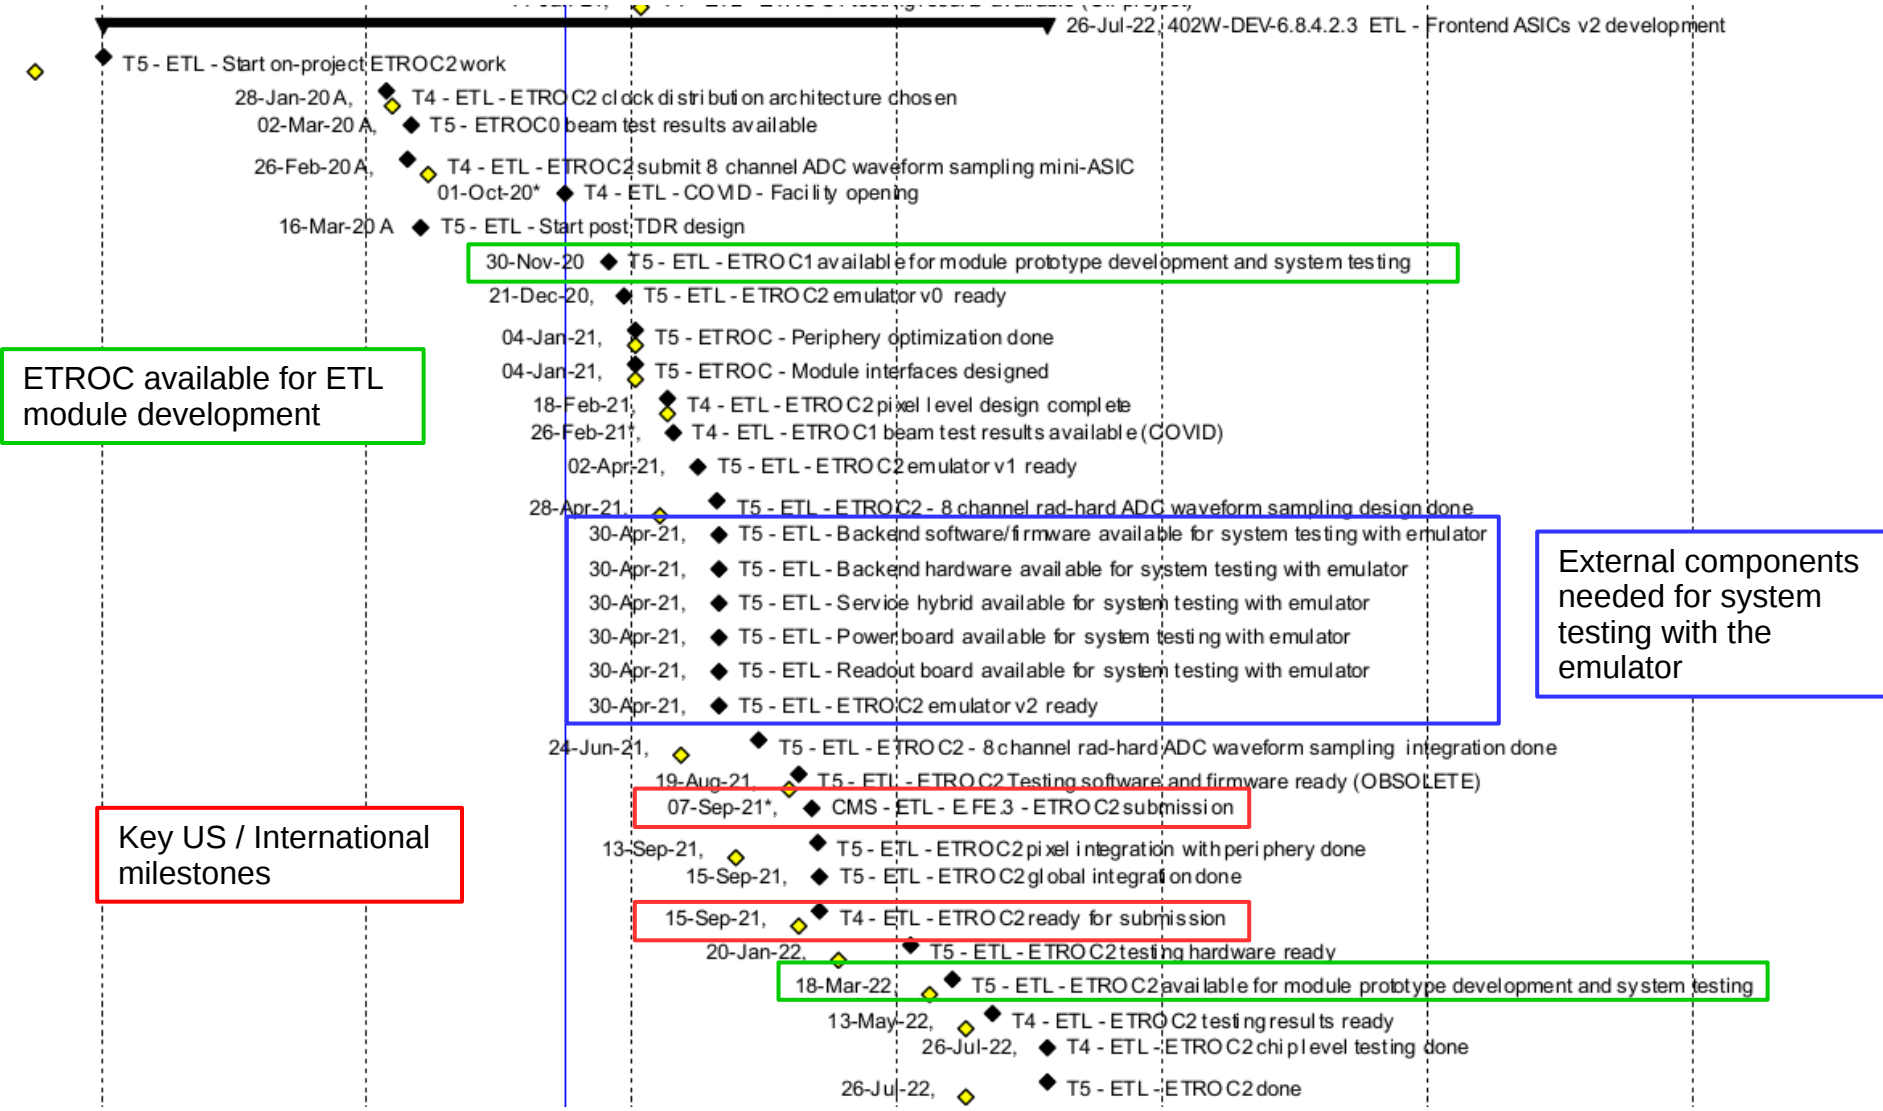 26-Jul-22, 402W-DEV-6.8.4.2.3 ETL - Frontend ASICs v2 development
T5 - ETL - Start on-project ETROC2 work
28-Jan-20 A, T4 - ETL - ETROC2 clock distribution architecture chosen
02-Mar-20 A, T5 - ETROC0 beam test results available
26-Feb-20 A, T4 - ETL - ETROC2 submit 8 channel ADC waveform sampling mini-ASIC
01-Oct-20* T4 - ETL - COVID - Facility opening
16-Mar-20 A T5 - ETL - Start post TDR design
30-Nov-20 T5 - ETL - ETROC1 available for module prototype development and system testing
21-Dec-20, T5 - ETL - ETROC2 emulator v0 ready
04-Jan-21, T5 - ETROC - Periphery optimization done
04-Jan-21, T5 - ETROC - Module interfaces designed
ETROC available for ETL
module development
18-Feb-21, T4 - ETL - ETROC2 pixel level design complete
26-Feb-21*, T4 - ETL - ETROC1 beam test results available (COVID)
02-Apr-21, T5 - ETL - ETROC2 emulator v1 ready
28-Apr-21, T5 - ETL - ETROC2 - 8 channel rad-hard ADC waveform sampling design done
30-Apr-21, T5 - ETL - Backend software/firmware available for system testing with emulator
30-Apr-21, T5 - ETL - Backend hardware available for system testing with emulator
30-Apr-21, T5 - ETL - Service hybrid available for system testing with emulator
30-Apr-21, T5 - ETL - Power board available for system testing with emulator
30-Apr-21, T5 - ETL - Readout board available for system testing with emulator
30-Apr-21, T5 - ETL - ETROC2 emulator v2 ready
External components
needed for system
testing with the
emulator
24-Jun-21, T5 - ETL - ETROC2 - 8 channel rad-hard ADC waveform sampling integration done
19-Aug-21, T5 - ETL - ETROC2 Testing software and firmware ready (OBSOLETE)
07-Sep-21*, CMS - ETL - E.FE.3 - ETROC2 submission
Key US / International
milestones
13-Sep-21, T5 - ETL - ETROC2 pixel integration with periphery done
15-Sep-21, T5 - ETL - ETROC2 global integration done
15-Sep-21, T4 - ETL - ETROC2 ready for submission
20-Jan-22, T5 - ETL - ETROC2 testing hardware ready
18-Mar-22, T5 - ETL - ETROC2 available for module prototype development and system testing
13-May-22, T4 - ETL - ETROC2 testing results ready
26-Jul-22, T4 - ETL - ETROC2 chip level testing done
26-Jul-22, T5 - ETL - ETROC2 done